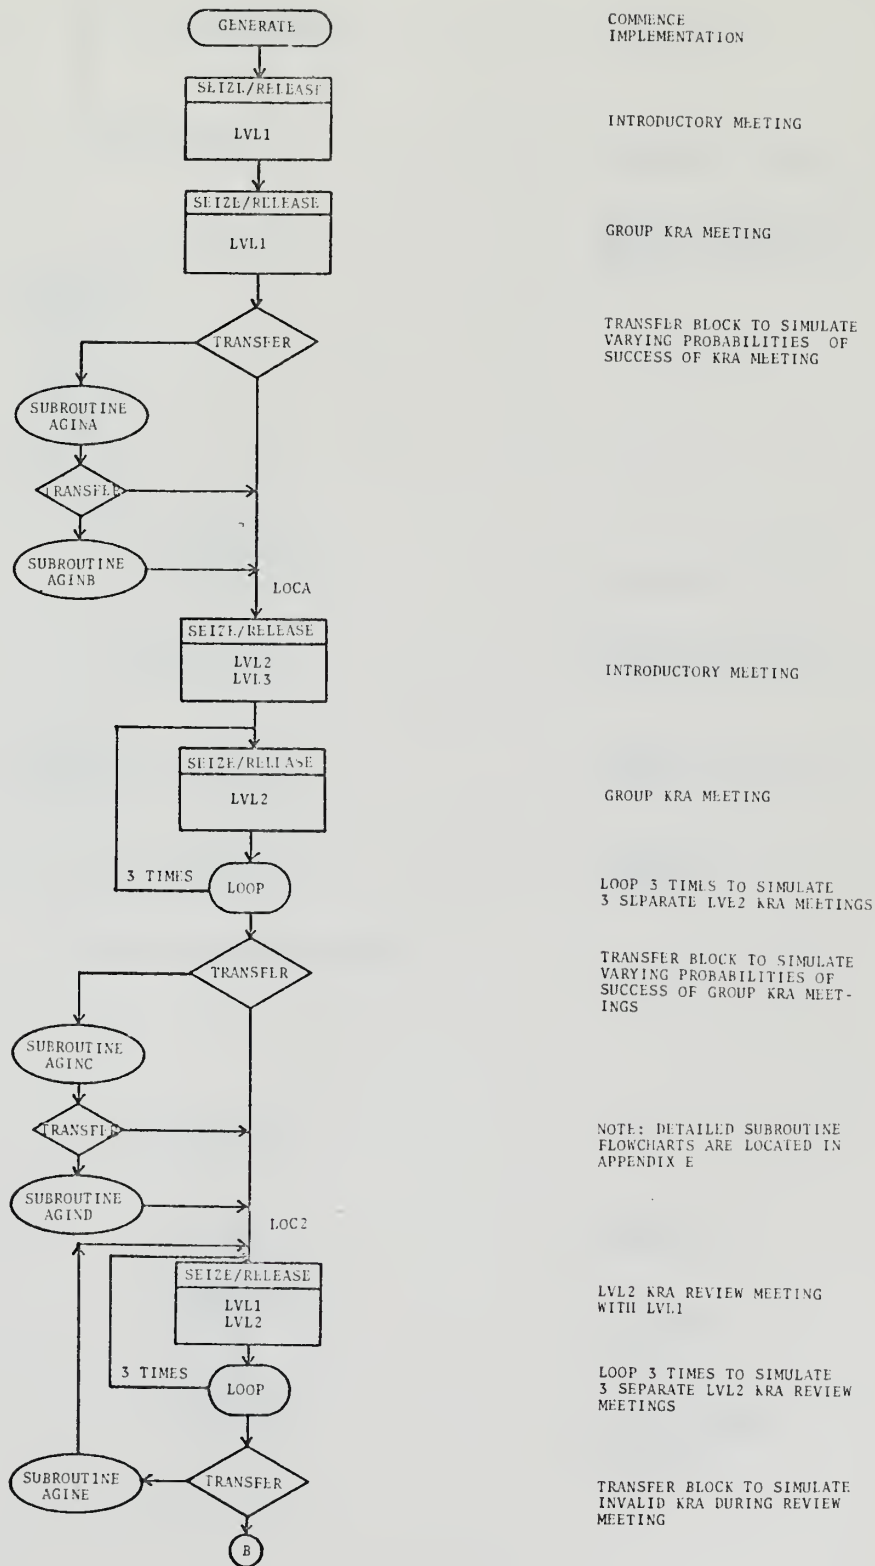 GENERATE
COMMENCE
IMPLEMENTATION
SEIZE/RELEASE
LVL1
INTRODUCTORY MEETING
SEIZE/RELEASE
LVL1
GROUP KRA MEETING
TRANSFER
TRANSFER BLOCK TO SIMULATE
VARYING PROBABILITIES OF
SUCCESS OF KRA MEETING
SUBROUTINE
AGINA
TRANSFER
SUBROUTINE
AGINB
LOCA
SEIZE/RELEASE
LVL2
LVL3
INTRODUCTORY MEETING
SEIZE/RELEASE
LVL2
GROUP KRA MEETING
3 TIMES
LOOP
LOOP 3 TIMES TO SIMULATE
3 SEPARATE LVL2 KRA MEETINGS
TRANSFER
TRANSFER BLOCK TO SIMULATE
VARYING PROBABILITIES OF
SUCCESS OF GROUP KRA MEET-
INGS
SUBROUTINE
AGINC
TRANSFER
NOTE: DETAILED SUBROUTINE
FLOWCHARTS ARE LOCATED IN
APPENDIX E
SUBROUTINE
AGIND
LOC2
SEIZE/RELEASE
LVL1
LVL2
LVL2 KRA REVIEW MEETING
WITH LVL1
3 TIMES
LOOP
LOOP 3 TIMES TO SIMULATE
3 SEPARATE LVL2 KRA REVIEW
MEETINGS
SUBROUTINE
AGINE
TRANSFER
TRANSFER BLOCK TO SIMULATE
INVALID KRA DURING REVIEW
MEETING
B